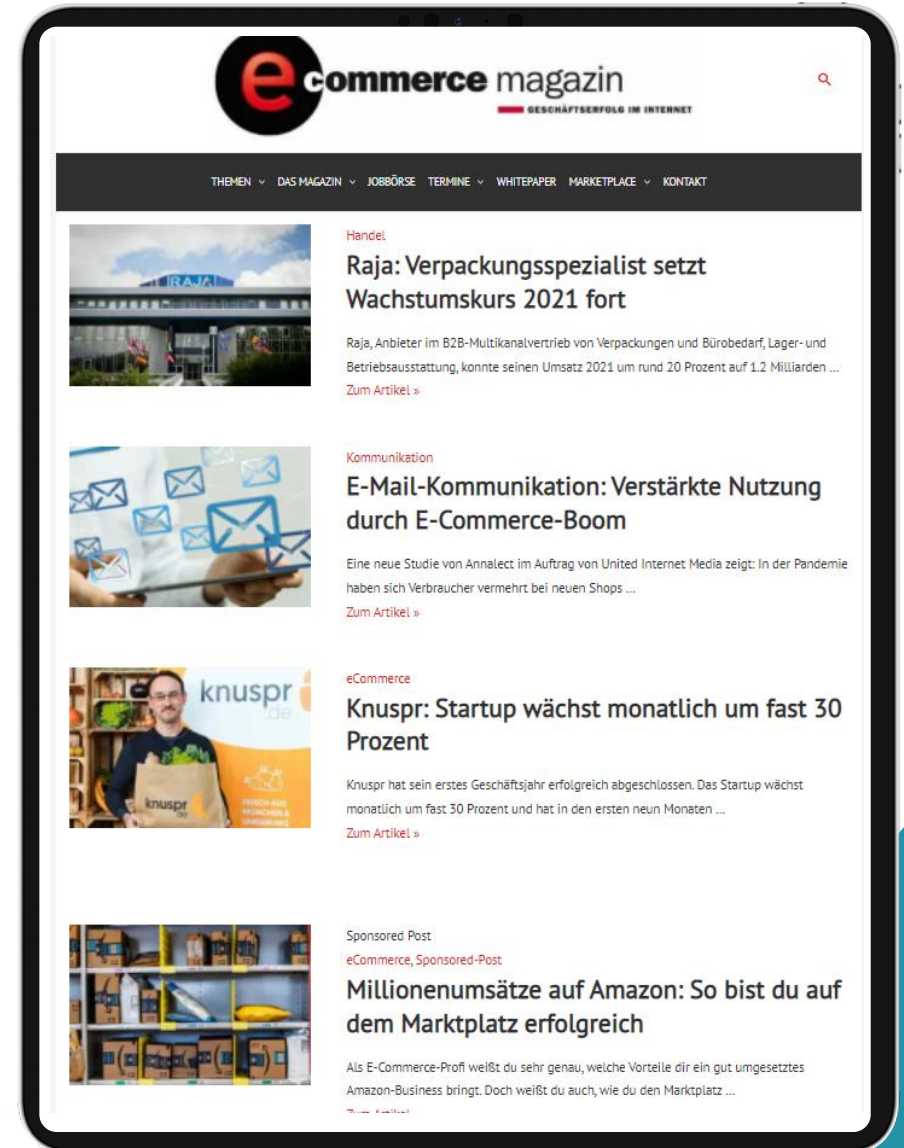 e commerce magazin
GESCHÄFTSERFOLG IM INTERNET
THEMEN DAS MAGAZIN JOBBÖRSE TERMINE WHITEPAPER MARKETPLACE KONTAKT
RAJA
Handel
Raja: Verpackungsspezialist setzt
Wachstumskurs 2021 fort
Raja, Anbieter im B2B-Multikanalvertrieb von Verpackungen und Bürobedarf, Lager- und
Betriebsausstattung, konnte seinen Umsatz 2021 um rund 20 Prozent auf 1.2 Milliarden ...
Zum Artikel »
Kommunikation
E-Mail-Kommunikation: Verstärkte Nutzung
durch E-Commerce-Boom
Eine neue Studie von Annalect im Auftrag von United Internet Media zeigt: In der Pandemie
haben sich Verbraucher vermehrt bei neuen Shops ...
Zum Artikel »
knuspr
.de
knuspr
.de
FRISCH AUS
MÜNCHEN &
UMGEBUNG
eCommerce
Knuspr: Startup wächst monatlich um fast 30
Prozent
Knuspr hat sein erstes Geschäftsjahr erfolgreich abgeschlossen. Das Startup wächst
monatlich um fast 30 Prozent und hat in den ersten neun Monaten ...
Zum Artikel »
Sponsored Post
eCommerce, Sponsored-Post
Millionenumsätze auf Amazon: So bist du auf
dem Marktplatz erfolgreich
Als E-Commerce-Profi weißt du sehr genau, welche Vorteile dir ein gut umgesetztes
Amazon-Business bringt. Doch weißt du auch, wie du den Marktplatz ...